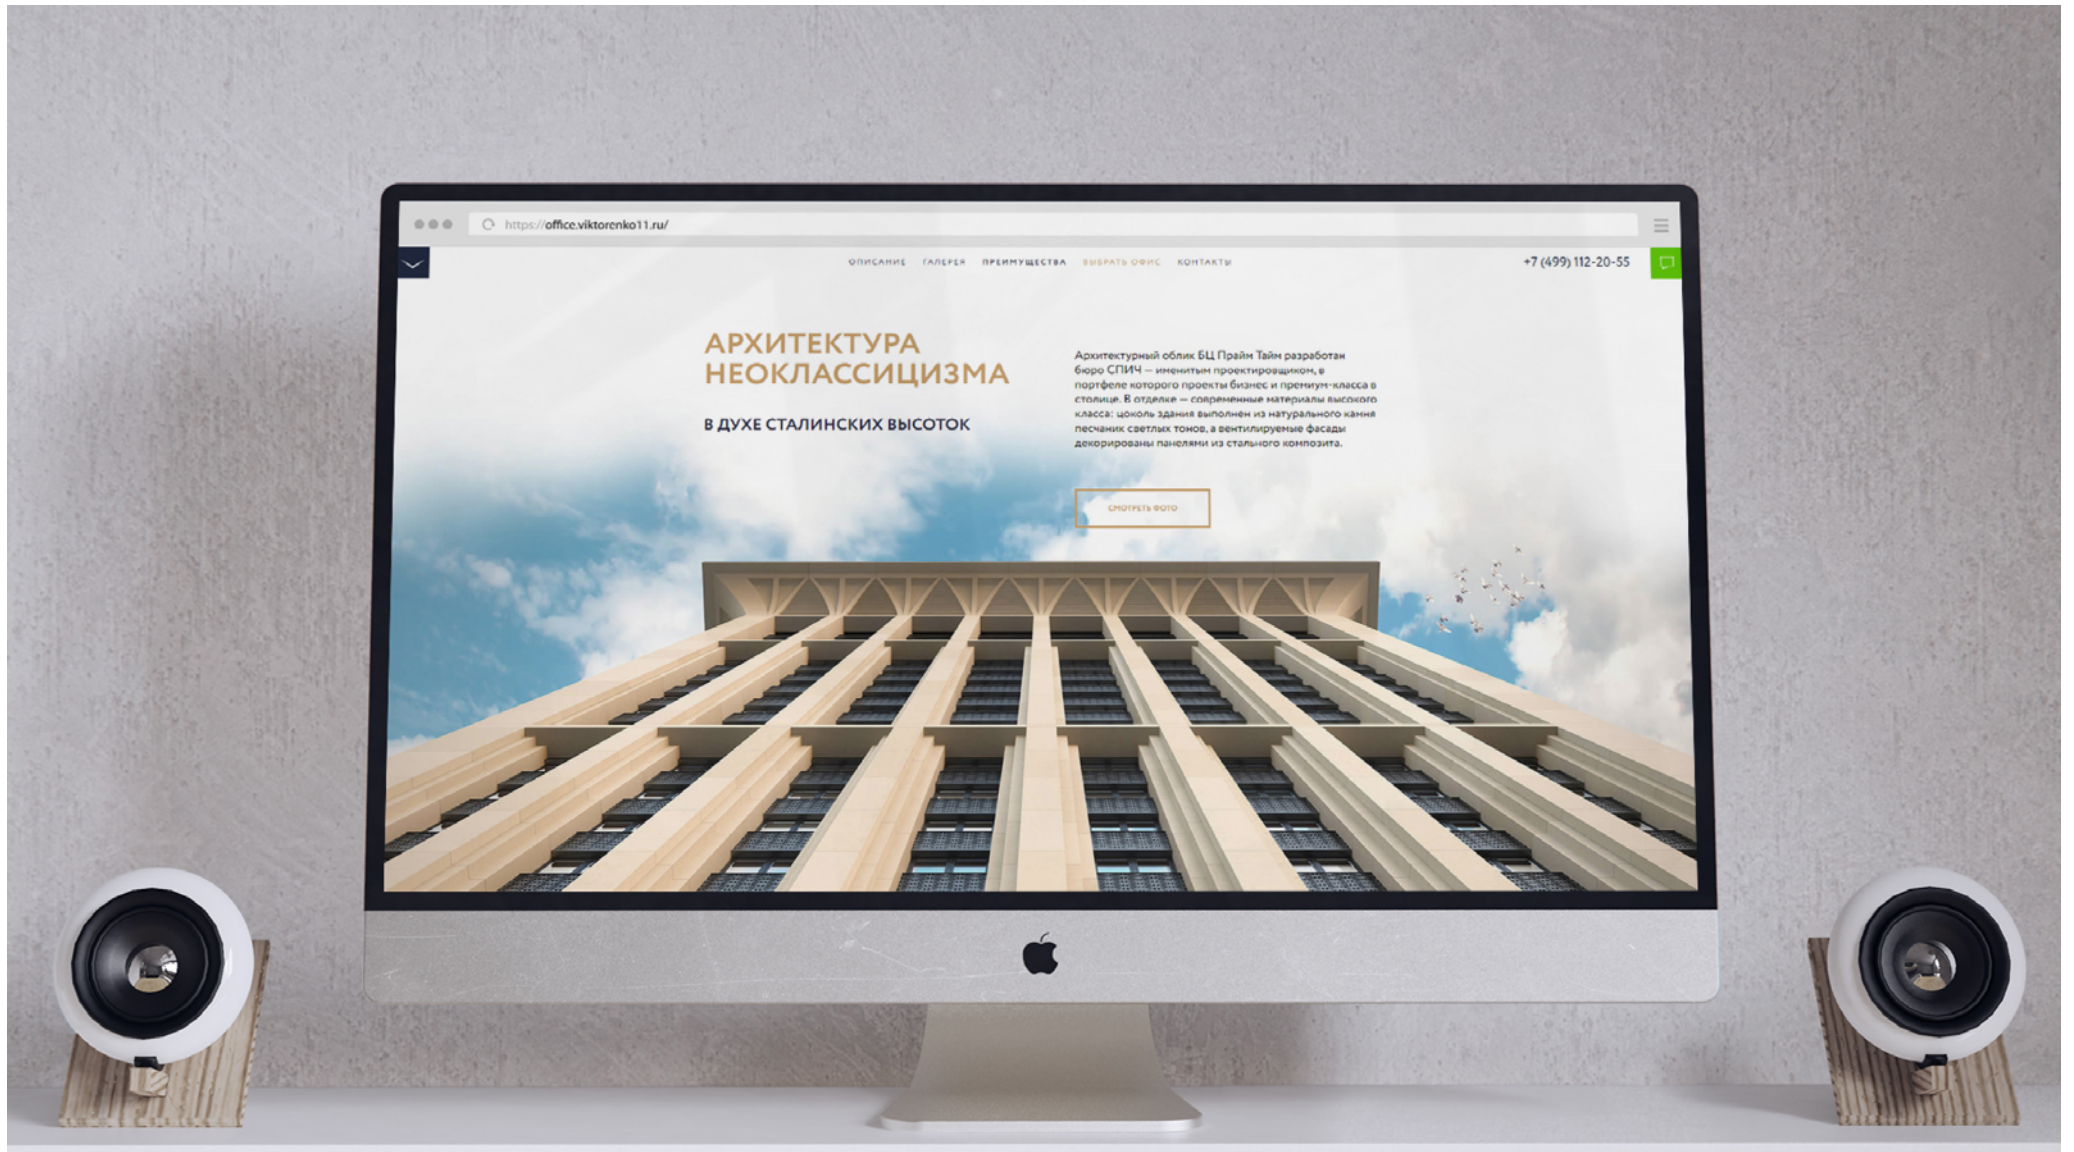 https://office.viktorenko11.ru/
ОПИСАНИЕ ГАЛЕРЕЯ ПРЕИМУЩЕСТВА ВЫБРАТЬ ОФИС КОНТАКТЫ +7 (499) 112-20-55
АРХИТЕКТУРА
НЕОКЛАССИЦИЗМА
В ДУХЕ СТАЛИНСКИХ ВЫСОТОК
Архитектурный облик БЦ Прайм Тайм разработан
бюро СПИЧ — именитым проектировщиком, в
портфеле которого проекты бизнес и премиум-класса в
столице. В отделке — современные материалы высокого
класса: цоколь здания выполнен из натурального камня
песчаник светлых тонов, а вентилируемые фасады
декорированы панелями из стального композита.
СМОТРЕТЬ ФОТО